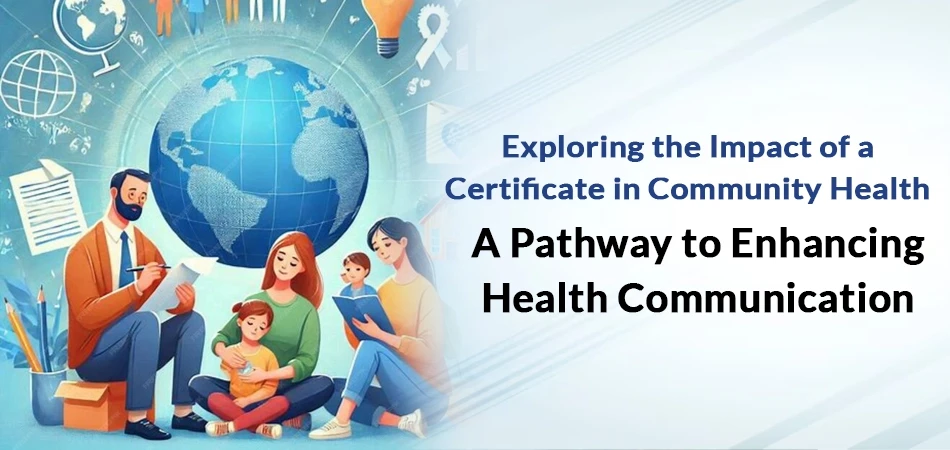 Exploring the Impact of a
Certificate in Community Health
A Pathway to Enhancing
Health Communication